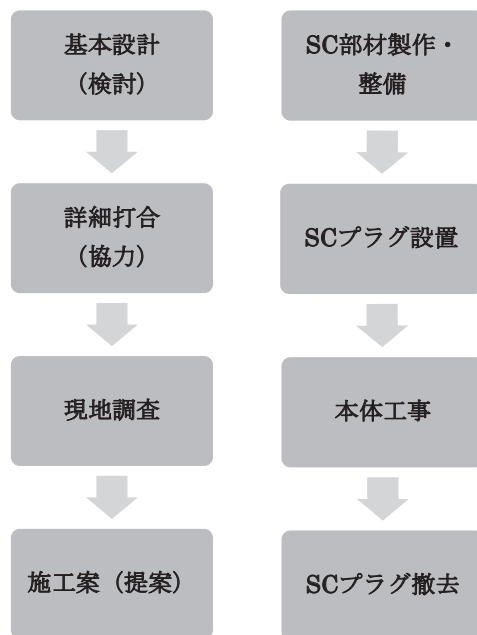 基本設計
（検討）
詳細打合
（協力）
現地調査
施工案（提案）
SC部材製作・
整備
SCプラグ設置
本体工事
SCプラグ撤去